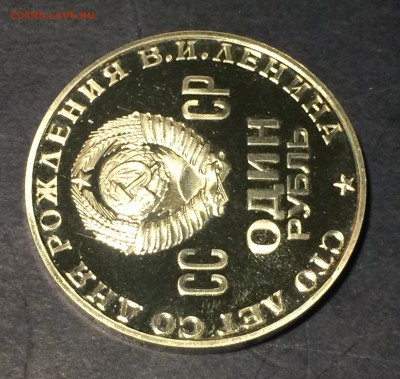 COINS.LAVE.RU
СТО ЛЕТ СО ДНЯ РОЖДЕНИЯ В.И.ЛЕНИНА
СС СР
ОДИН
РУБЛЬ